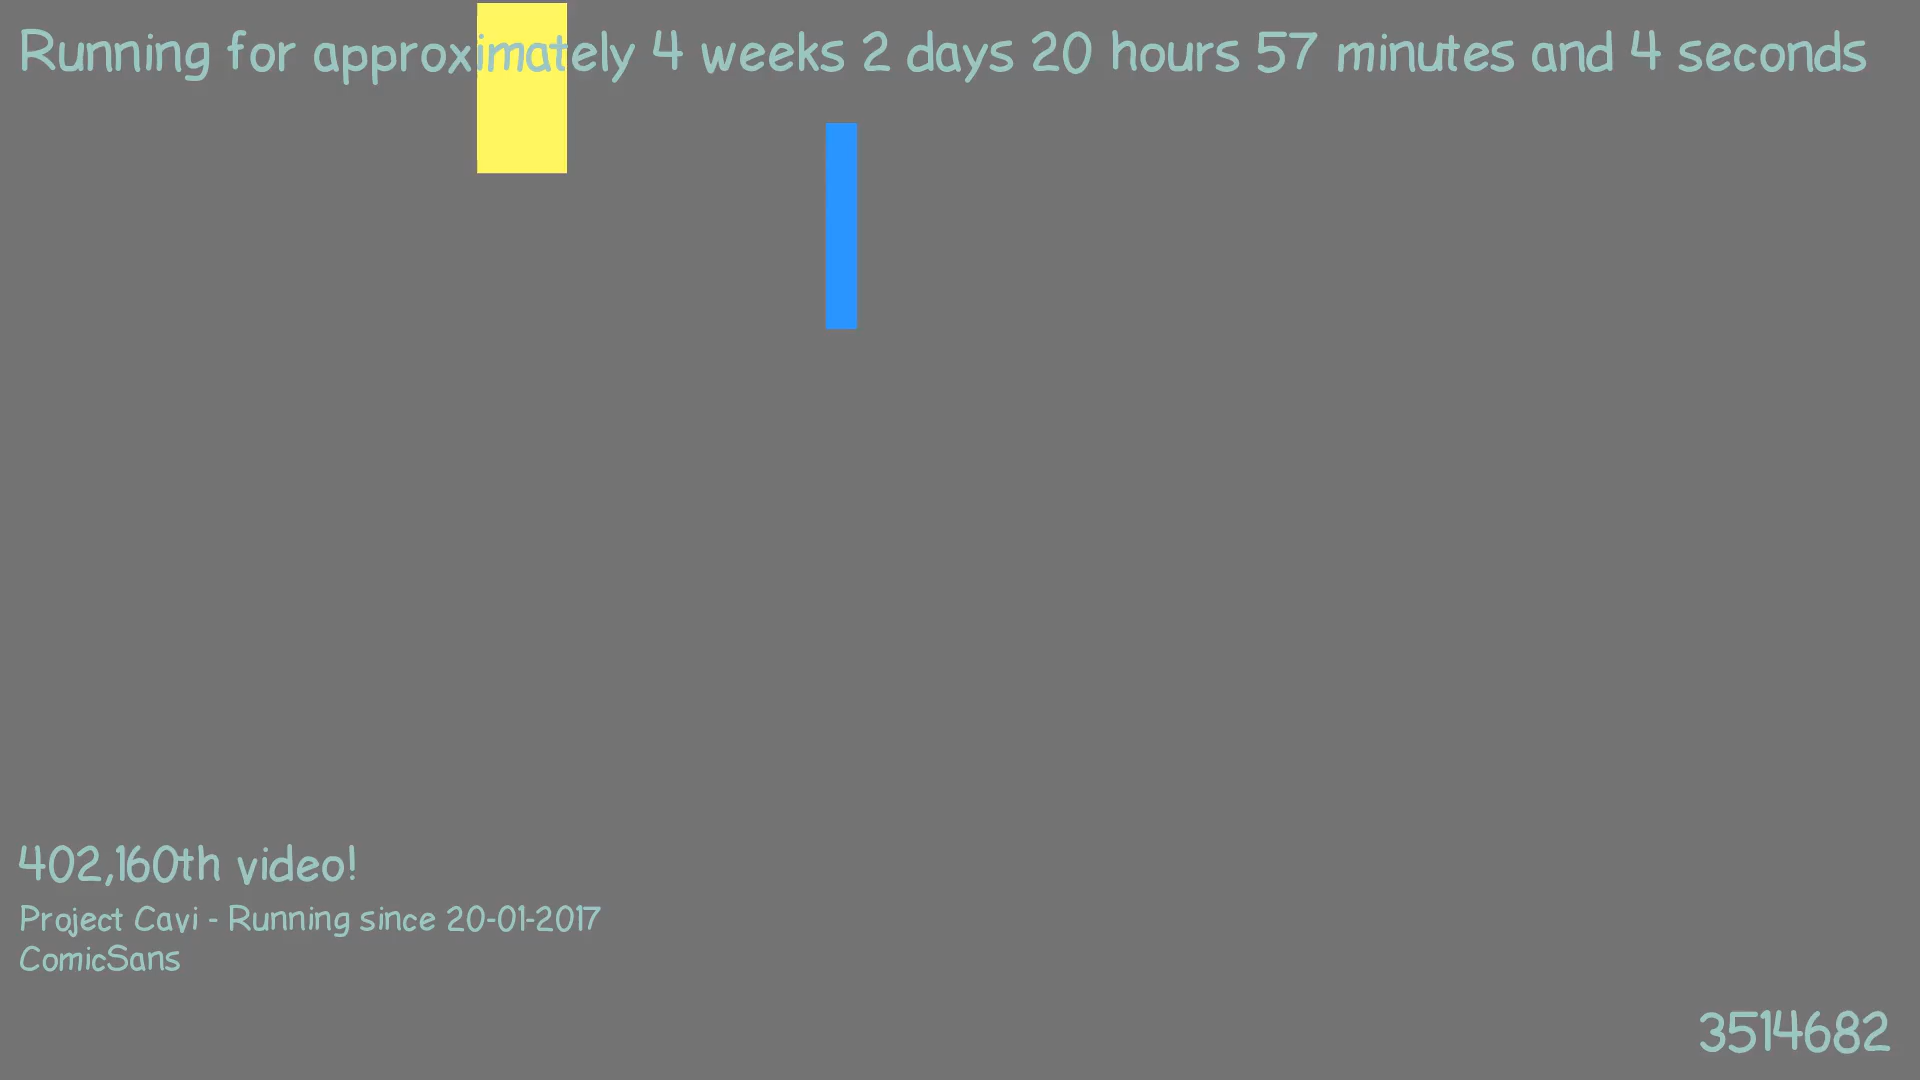 Running for approximately 4 weeks 2 days 20 hours 57 minutes and 4 seconds
402,160th video!
Project Cavi - Running since 20-01-2017
ComicSans
3514682